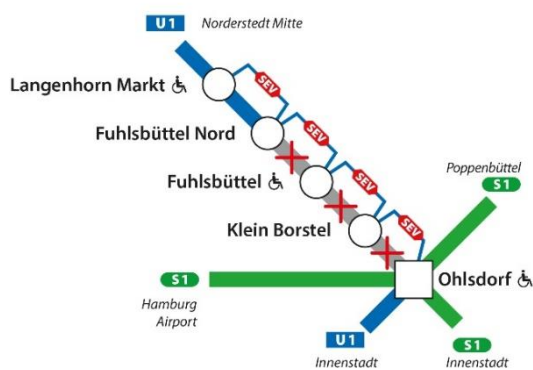 U1 Norderstedt Mitte
Langenhorn Markt
SEV
Fuhlsbüttel Nord
SEV
Fuhlsbüttel
SEV
Poppenbüttel
S1
Klein Borstel
SEV
S1
Ohlsdorf
Hamburg
Airport
U1
Innenstadt
S1
Innenstadt